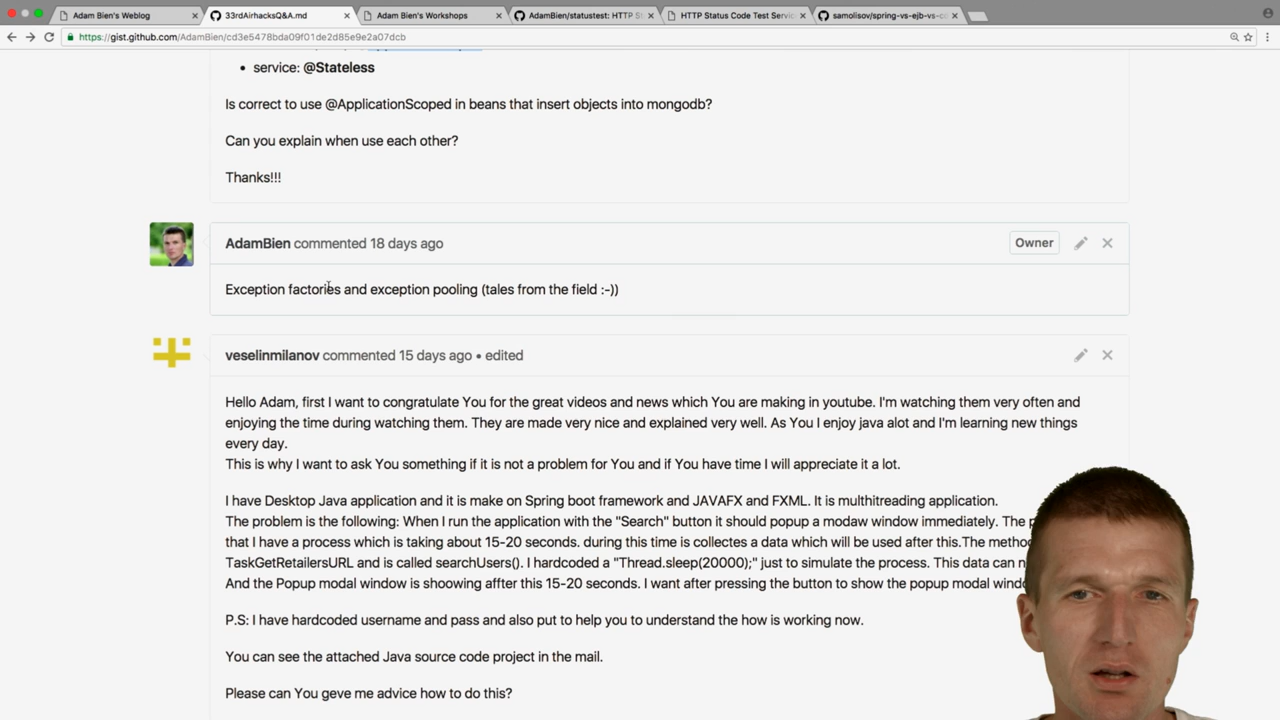 Adam Bien's Weblog
33rdAirhacksQ&A.md
Adam Bien's Workshops
AdamBien/statustest: HTTP S
HTTP Status Code Test Servic
samolisov/spring-vs-ejb-vs-c
https://gist.github.com/AdamBien/cd3e5478bda09f01de2d85e9e2a07dcb
• service: @Stateless
Is correct to use @ApplicationScoped in beans that insert objects into mongodb?
Can you explain when use each other?
Thanks!!!
AdamBien commented 18 days ago
Owner
Exception factories and exception pooling (tales from the field :-))
veselinmilanov commented 15 days ago • edited
Hello Adam, first I want to congratulate You for the great videos and news which You are making in youtube. I'm watching them very often and
enjoying the time during watching them. They are made very nice and explained very well. As You I enjoy java alot and I'm learning new things
every day.
This is why I want to ask You something if it is not a problem for You and if You have time I will appreciate it a lot.
I have Desktop Java application and it is make on Spring boot framework and JAVAFX and FXML. It is multhitreading application.
The problem is the following: When I run the application with the "Search" button it should popup a modaw window immediately. The
that I have a process which is taking about 15-20 seconds. during this time is collectes a data which will be used after this.The
TaskGetRetailersURL and is called searchUsers(). I hardcoded a "Thread.sleep(20000);" just to simulate the process. This data can
And the Popup modal window is shoowing affter this 15-20 seconds. I want after pressing the button to show the popup modal
P.S: I have hardcoded username and pass and also put to help you to understand the how is working now.
You can see the attached Java source code project in the mail.
Please can You geve me advice how to do this?